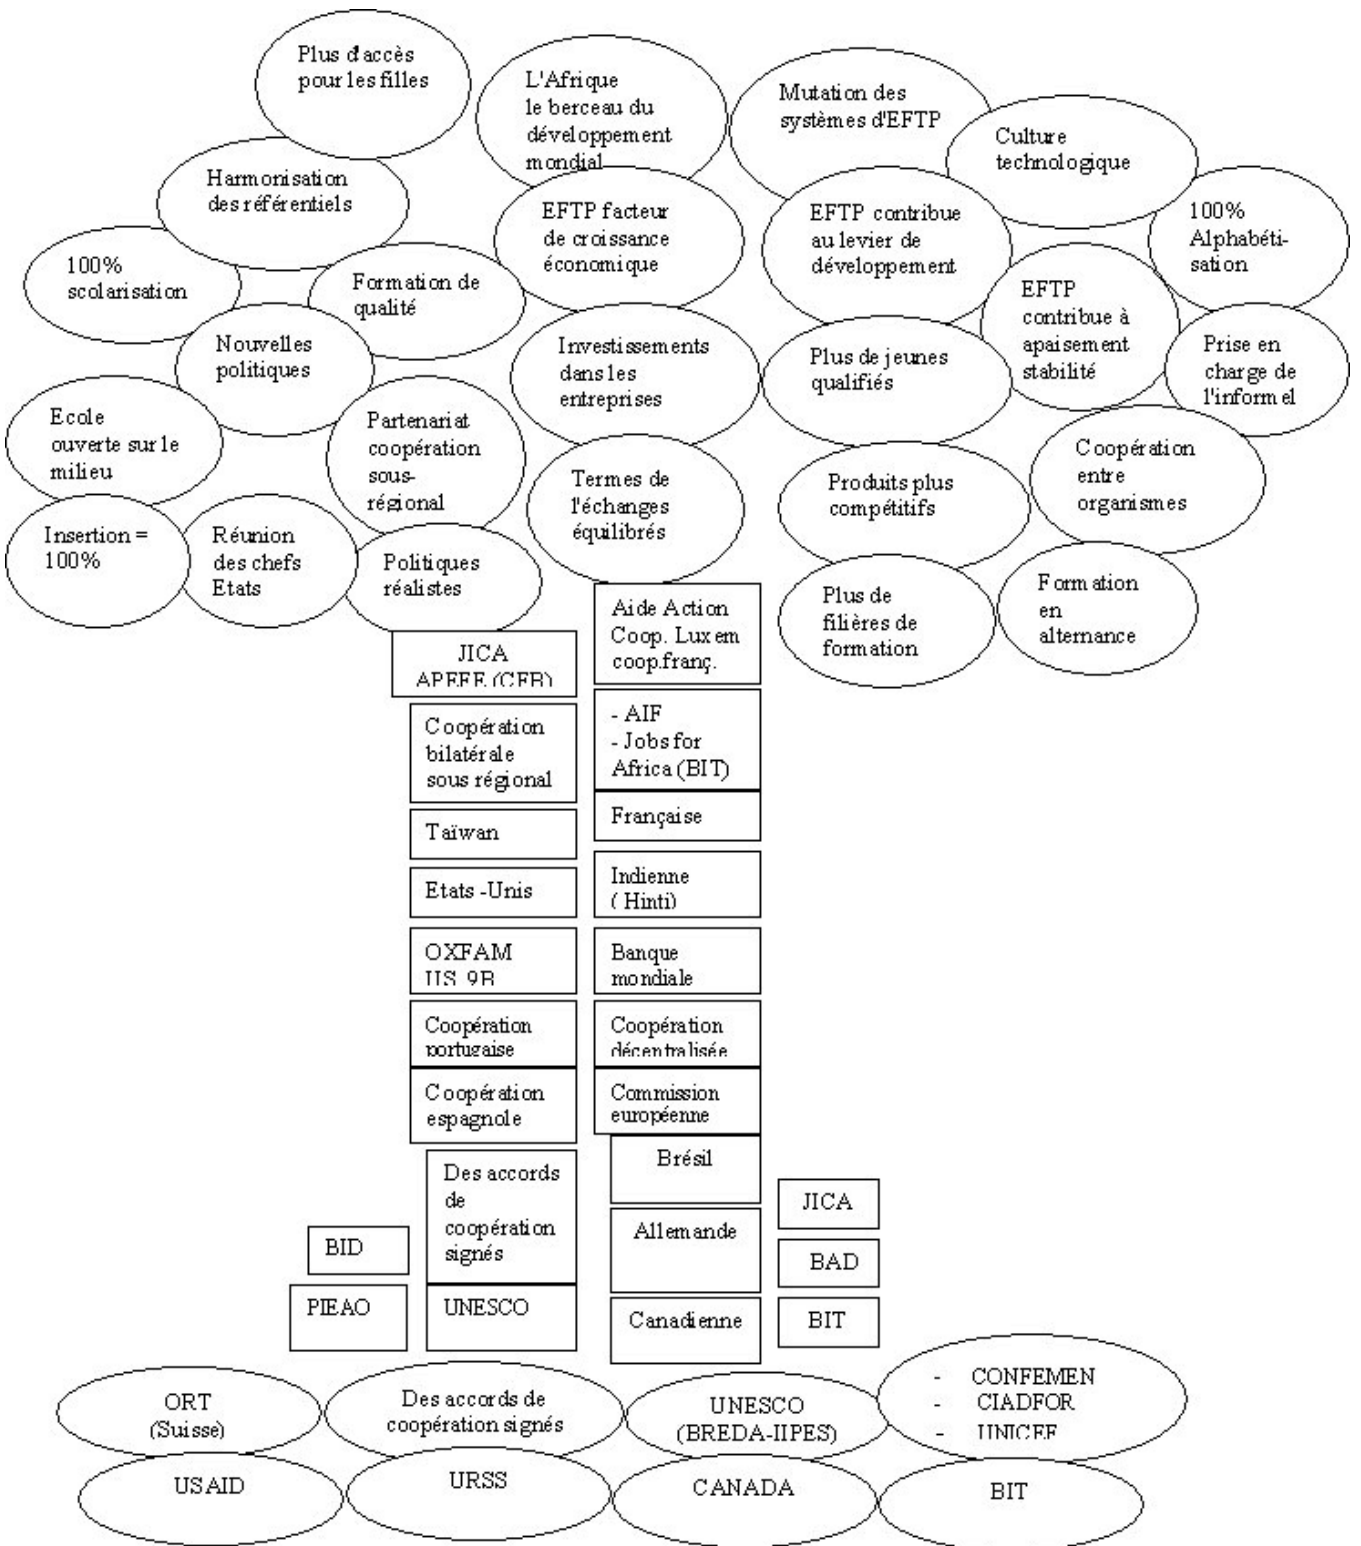 Plus d'accès
pour les filles
L'Afrique
le berceau du
développement
mondial
Mutation des
systèmes d'EFTP
Culture
technologique
Harmonisation
des référentiels
EFTP facteur
de croissance
économique
EFTP contribue
au levier de
développement
100%
Alphabéti-
sation
100%
scolarisation
Formation de
qualité
EFTP
contribue à
apaisement
stabilité
Nouvelles
politiques
Investissements
dans les
entreprises
Plus de jeunes
qualifiés
Prise en
charge de
l'informel
Ecole
ouverte sur le
milieu
Partenariat
coopération
sous-
régional
Termes de
l'échanges
équilibrés
Produits plus
compétitifs
Coopération
entre
organismes
Insertion =
100%
Réunion
des chefs
Etats
Politiques
réalistes
Plus de
filières de
formation
Formation
en
alternance
Aide Action
Coop. Luxem
coop.franç.
JICA
APEFE (CFB)
Coopération
bilatérale
sous régional
- AIF
- Jobs for
Africa (BIT)
Taïwan
Française
Etats -Unis
Indienne
( Hinti)
OXFAM
US 9B
Banque
mondiale
Coopération
portugaise
Coopération
décentralisée
Coopération
espagnole
Commission
européenne
Des accords
de
coopération
signés
Brésil
JICA
BID
Allemande
BAD
PIEAO
UNESCO
Canadienne
BIT
ORT
(Suisse)
Des accords de
coopération signés
UNESCO
(BREDA-IIPES)
- CONFEMEN
- CIADFOR
- UNICEF
USAID
URSS
CANADA
BIT